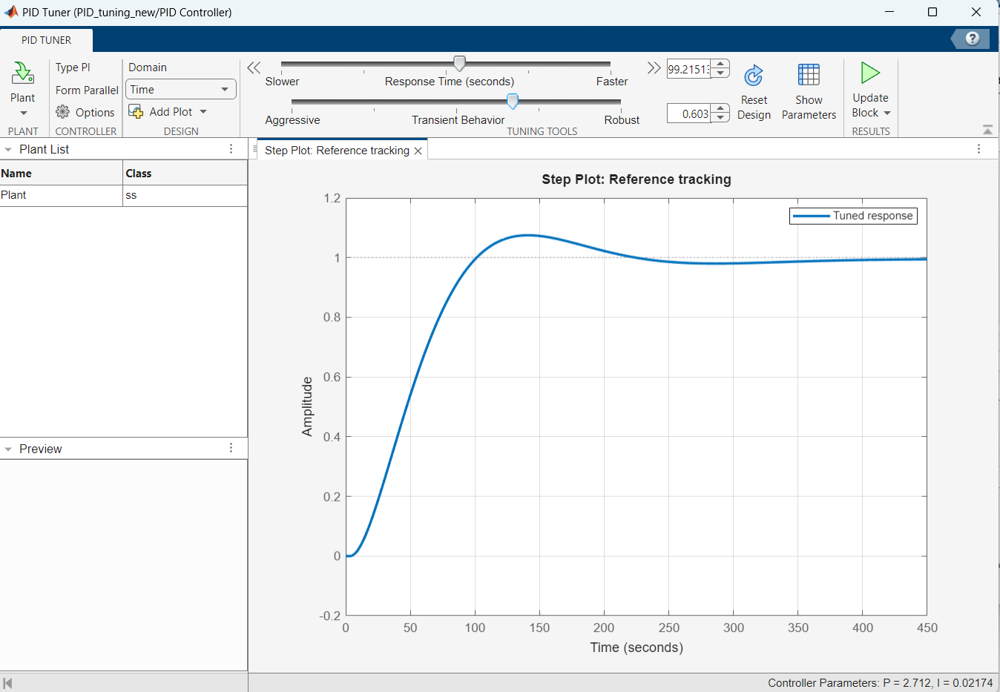 PID Tuner (PID_tuning_new/PID Controller)
PID TUNER
Plant
PLANT
Type PI
Form Parallel
Options
CONTROLLER
Domain
Time
Add Plot
DESIGN
Slower
Response Time (seconds)
Faster
Aggressive
Transient Behavior
Robust
TUNING TOOLS
0.603
Reset
Design
Show
Parameters
Update
Block
RESULTS
Plant List
Name Class
Plant ss
Preview
Step Plot: Reference tracking
Step Plot: Reference tracking
Tuned response
1.2
1
0.8
0.6
0.4
0.2
0
-0.2
Amplitude
0 50 100 150 200 250 300 350 400 450
Time (seconds)
Controller Parameters: P = 2.712, I = 0.02174